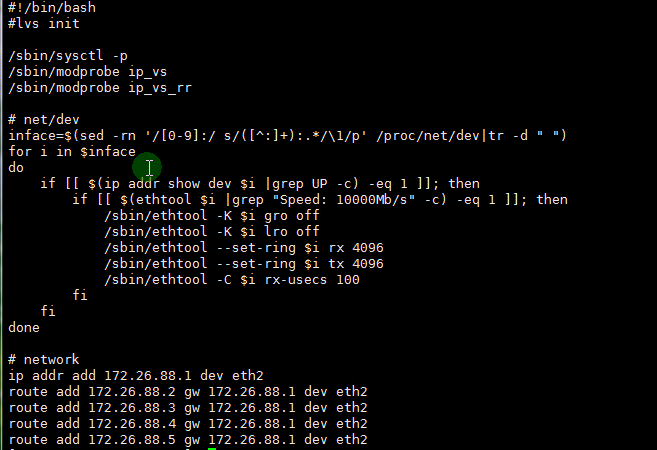 #!/bin/bash
#lvs init

/sbin/sysctl -p
/sbin/modprobe ip_vs
/sbin/modprobe ip_vs_rr

# net/dev
inface=$(sed -rn '/[0-9]:/ s/([^:]+):.*/\1/p' /proc/net/dev|tr -d " ")
for i in $inface
do
    if [[ $(ip addr show dev $i |grep UP -c) -eq 1 ]]; then
        if [[ $(ethtool $i |grep "Speed: 10000Mb/s" -c) -eq 1 ]]; then
            /sbin/ethtool -K $i gro off
            /sbin/ethtool -K $i lro off
            /sbin/ethtool --set-ring $i rx 4096
            /sbin/ethtool --set-ring $i tx 4096
            /sbin/ethtool -C $i rx-usecs 100
        fi
    fi
done

# network
ip addr add 172.26.88.1 dev eth2
route add 172.26.88.2 gw 172.26.88.1 dev eth2
route add 172.26.88.3 gw 172.26.88.1 dev eth2
route add 172.26.88.4 gw 172.26.88.1 dev eth2
route add 172.26.88.5 gw 172.26.88.1 dev eth2